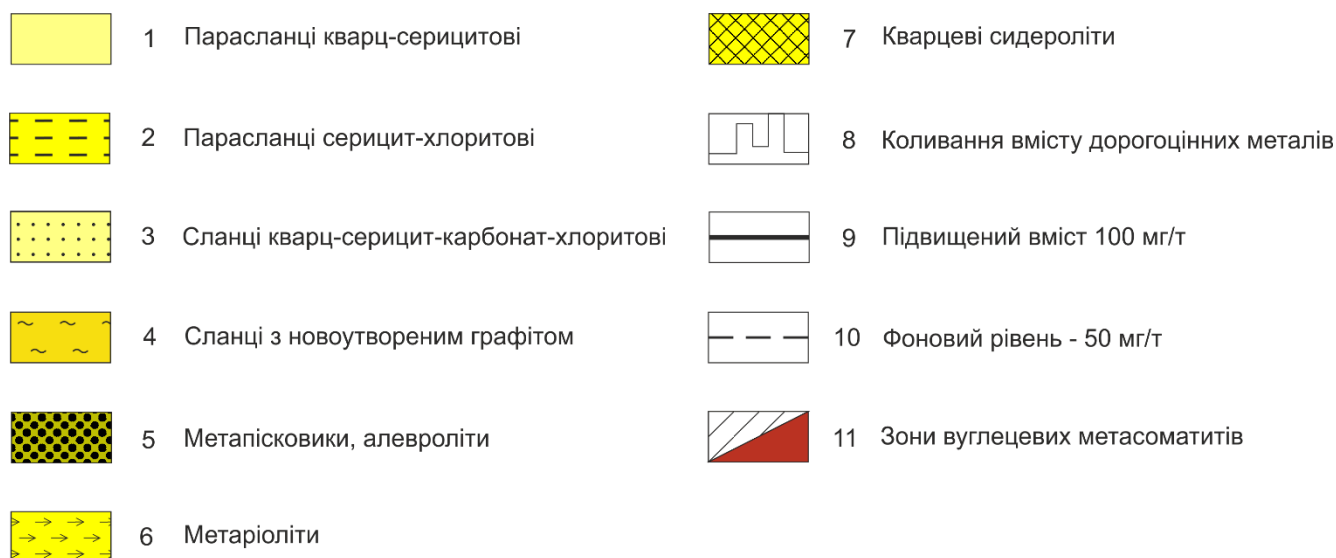 1 Парасланці кварц-серицитові
2 Парасланці серицит-хлоритові
3 Сланці кварц-серицит-карбонат-хлоритові
4 Сланці з новоутвореним графітом
5 Метапісковики, алевроліти
6 Метаріоліти
7 Кварцеві сидероліти
8 Коливання вмісту дорогоцінних металів
9 Підвищений вміст 100 мг/т
10 Фоновий рівень - 50 мг/т
11 Зони вуглецевих метасоматитів